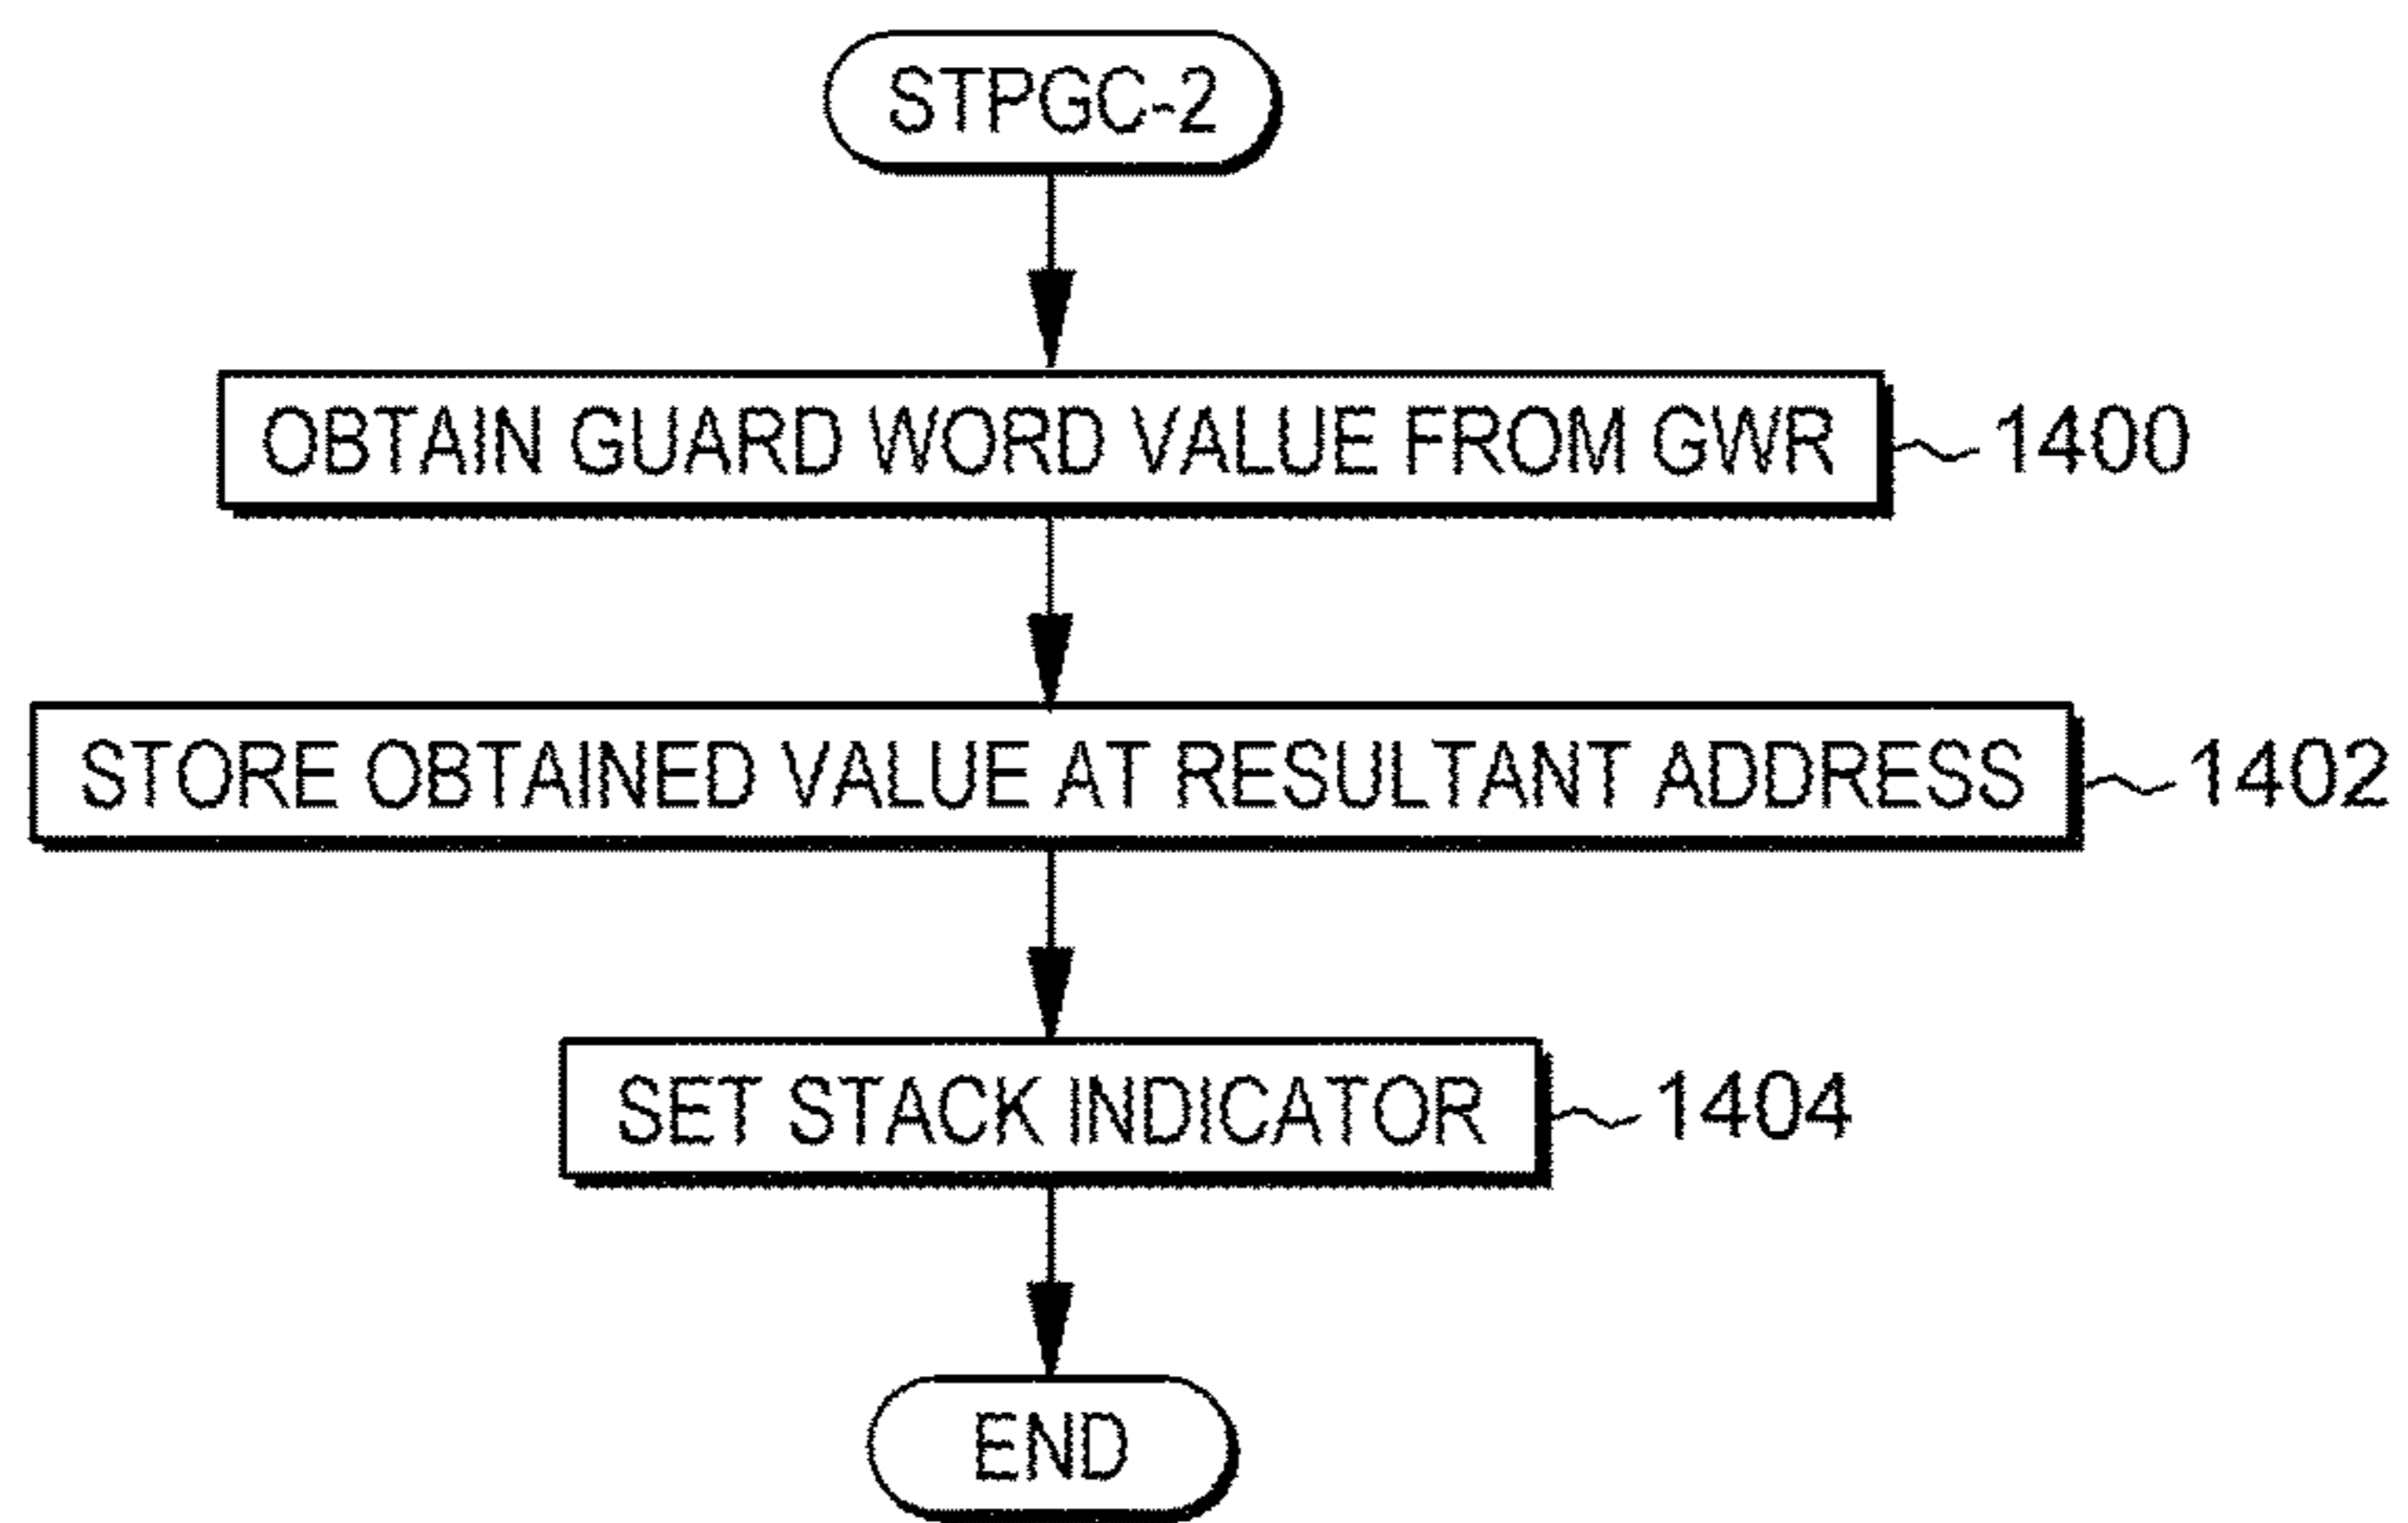 STPGC-2
OBTAIN GUARD WORD VALUE FROM GWR 1400
STORE OBTAINED VALUE AT RESULTANT ADDRESS 1402
SET STACK INDICATOR 1404
END